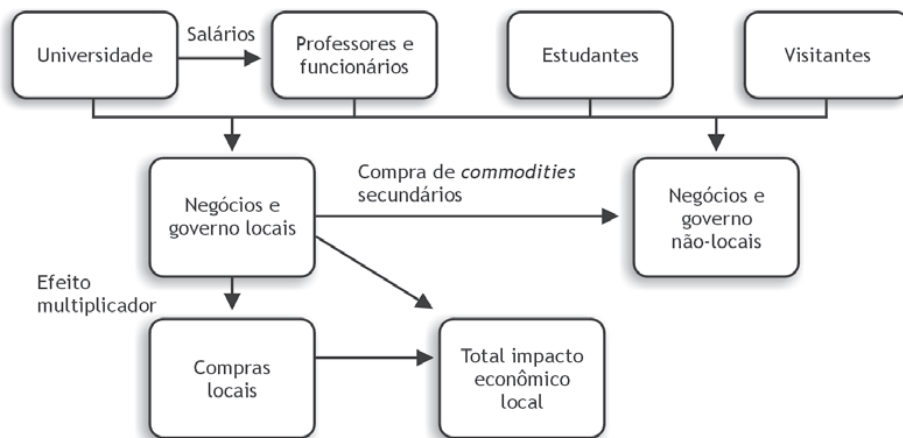 Universidade
Salários
Professores e
funcionários
Estudantes
Visitantes
Negócios e
governo locais
Compra de commodities
secundários
Negócios e
governo
não-locais
Efeito
multiplicador
Compras
locais
Total impacto
econômico
local